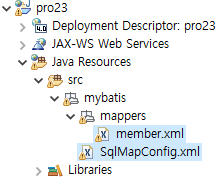 pro23
Deployment Descriptor: pro23
JAX-WS Web Services
Java Resources
src
mybatis
mappers
member.xml
SqlMapConfig.xml
Libraries